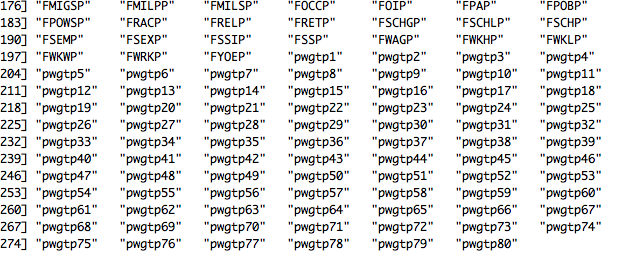 176] "FMIGSP" "FMILPP" "FMILSP" "FOCCP" "FOIP" "FPAP" "FPOBP"
183] "FPOWSP" "FRACP" "FRELP" "FRETP" "FSCHGP" "FSCHLP" "FSCHP"
190] "FSEMP" "FSEXP" "FSSIP" "FSSP" "FWAGP" "FWKHP" "FWKLP"
197] "FWKWP" "FWRKP" "FYOEP" "pwgtp1" "pwgtp2" "pwgtp3" "pwgtp4"
204] "pwgtp5" "pwgtp6" "pwgtp7" "pwgtp8" "pwgtp9" "pwgtp10" "pwgtp11"
211] "pwgtp12" "pwgtp13" "pwgtp14" "pwgtp15" "pwgtp16" "pwgtp17" "pwgtp18"
218] "pwgtp19" "pwgtp20" "pwgtp21" "pwgtp22" "pwgtp23" "pwgtp24" "pwgtp25"
225] "pwgtp26" "pwgtp27" "pwgtp28" "pwgtp29" "pwgtp30" "pwgtp31" "pwgtp32"
232] "pwgtp33" "pwgtp34" "pwgtp35" "pwgtp36" "pwgtp37" "pwgtp38" "pwgtp39"
239] "pwgtp40" "pwgtp41" "pwgtp42" "pwgtp43" "pwgtp44" "pwgtp45" "pwgtp46"
246] "pwgtp47" "pwgtp48" "pwgtp49" "pwgtp50" "pwgtp51" "pwgtp52" "pwgtp53"
253] "pwgtp54" "pwgtp55" "pwgtp56" "pwgtp57" "pwgtp58" "pwgtp59" "pwgtp60"
260] "pwgtp61" "pwgtp62" "pwgtp63" "pwgtp64" "pwgtp65" "pwgtp66" "pwgtp67"
267] "pwgtp68" "pwgtp69" "pwgtp70" "pwgtp71" "pwgtp72" "pwgtp73" "pwgtp74"
274] "pwgtp75" "pwgtp76" "pwgtp77" "pwgtp78" "pwgtp79" "pwgtp80"